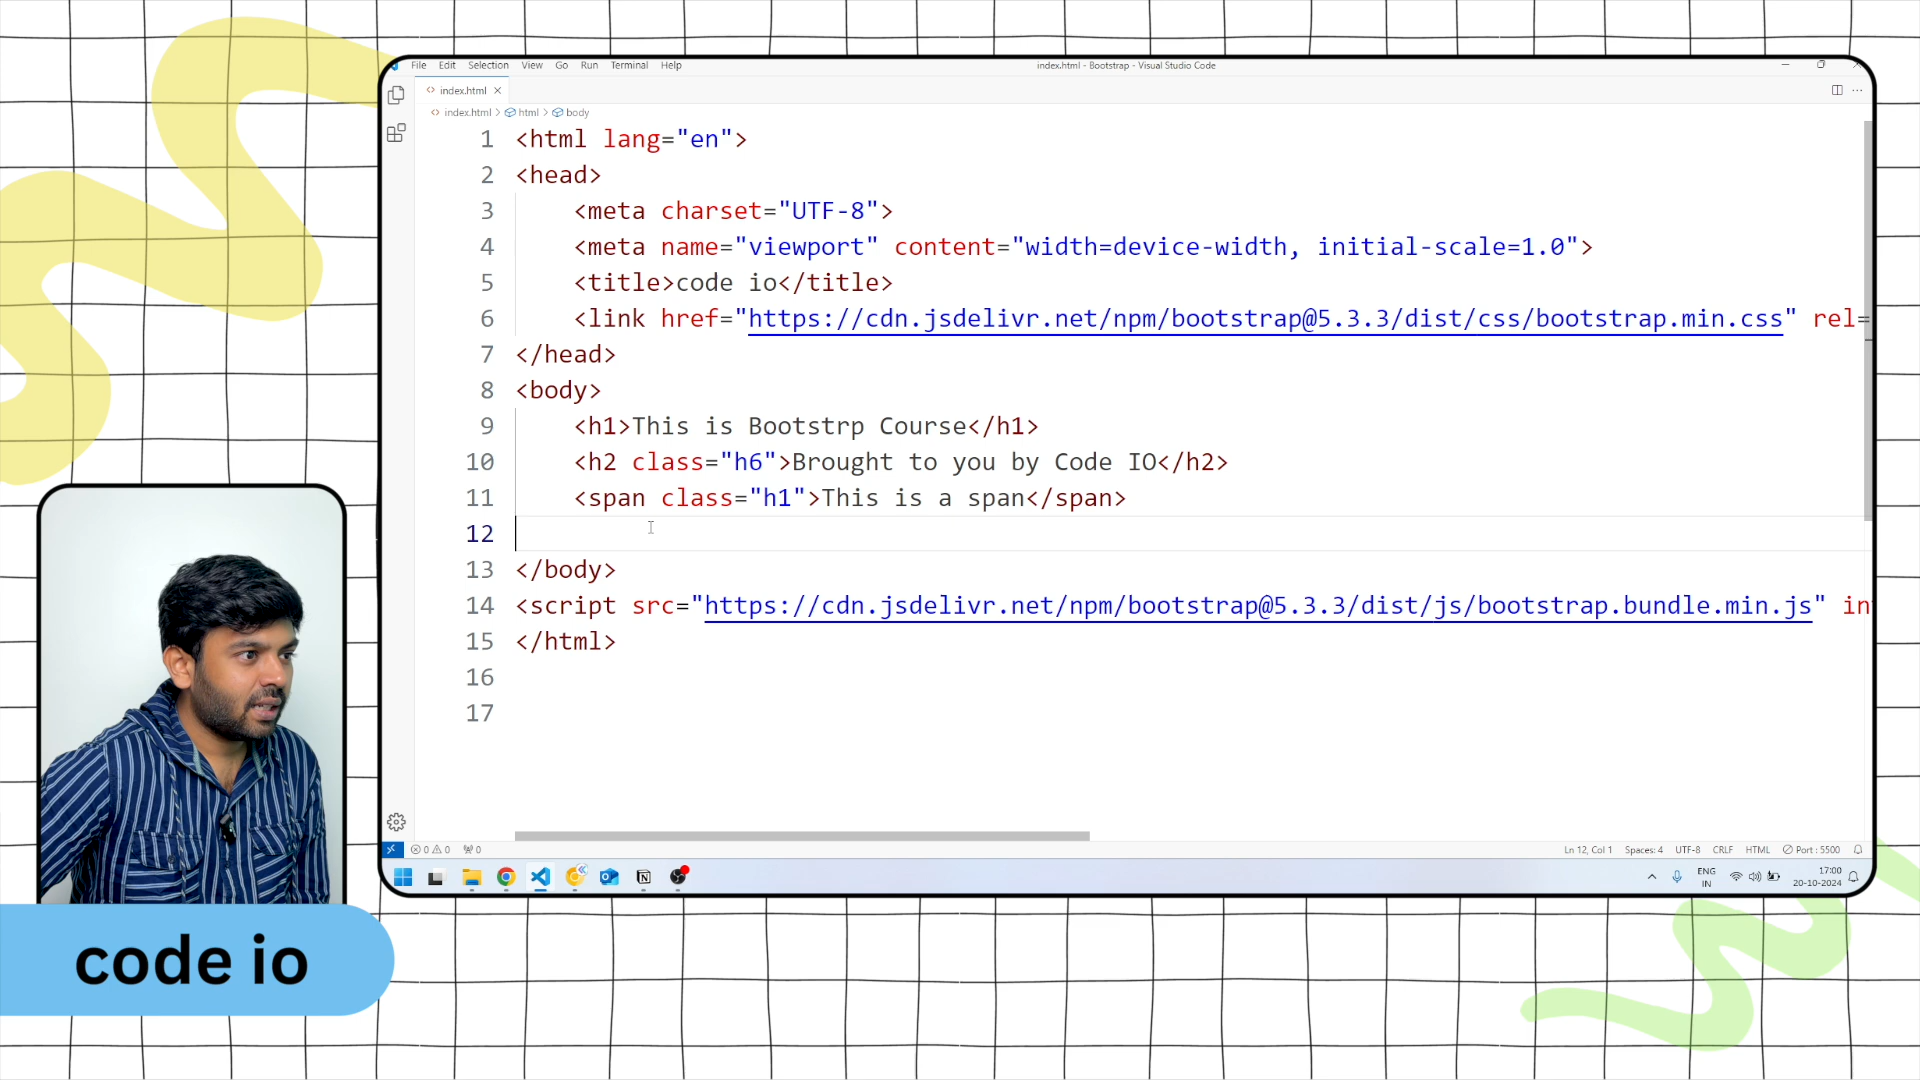 File Edit Selection View Go Run Terminal Help
index.html - Bootstrap - Visual Studio Code
index.html
index.html > html > body
1 <html lang="en">
2 <head>
3 <meta charset="UTF-8">
4 <meta name="viewport" content="width=device-width, initial-scale=1.0">
5 <title>code io</title>
6 <link href="https://cdn.jsdelivr.net/npm/bootstrap@5.3.3/dist/css/bootstrap.min.css" rel=
7 </head>
8 <body>
9 <h1>This is Bootstrp Course</h1>
10 <h2 class="h6">Brought to you by Code IO</h2>
11 <span class="h1">This is a span</span>
12
13 </body>
14 <script src="https://cdn.jsdelivr.net/npm/bootstrap@5.3.3/dist/js/bootstrap.bundle.min.js" in
15 </html>
16
17
0 0 0
Ln 12, Col 1 Spaces: 4 UTF-8 CRLF HTML Port : 5500
ENG
IN
17:00
20-10-2024
code io